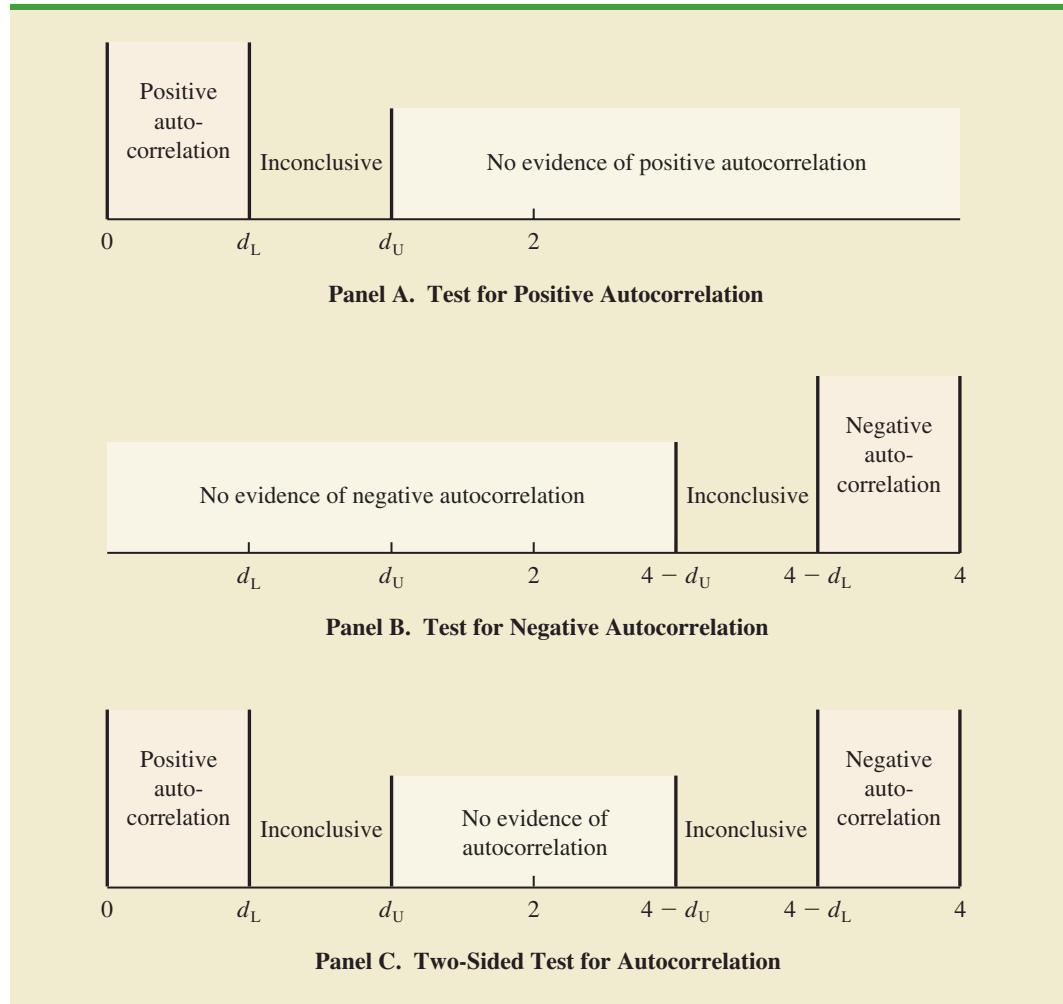 Positive
auto-
correlation
Inconclusive
No evidence of positive autocorrelation
0 d_L d_U 2
Panel A. Test for Positive Autocorrelation
No evidence of negative autocorrelation
Inconclusive
Negative
auto-
correlation
d_L d_U 2 4 − d_U 4 − d_L 4
Panel B. Test for Negative Autocorrelation
Positive
auto-
correlation
Inconclusive
No evidence of
autocorrelation
Inconclusive
Negative
auto-
correlation
0 d_L d_U 2 4 − d_U 4 − d_L 4
Panel C. Two-Sided Test for Autocorrelation